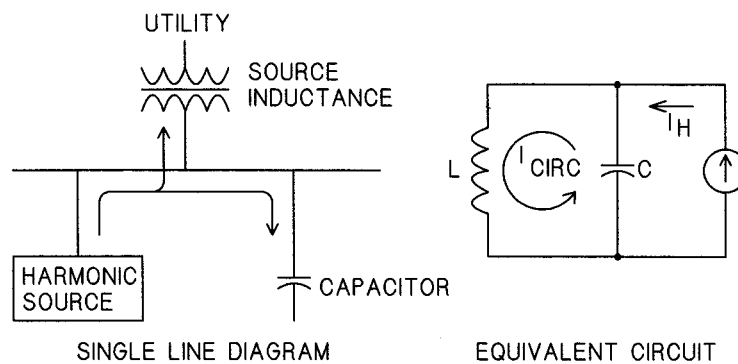 UTILITY
SOURCE
INDUCTANCE
HARMONIC
SOURCE
CAPACITOR
SINGLE LINE DIAGRAM
L
I CIRC
C
I H
EQUIVALENT CIRCUIT